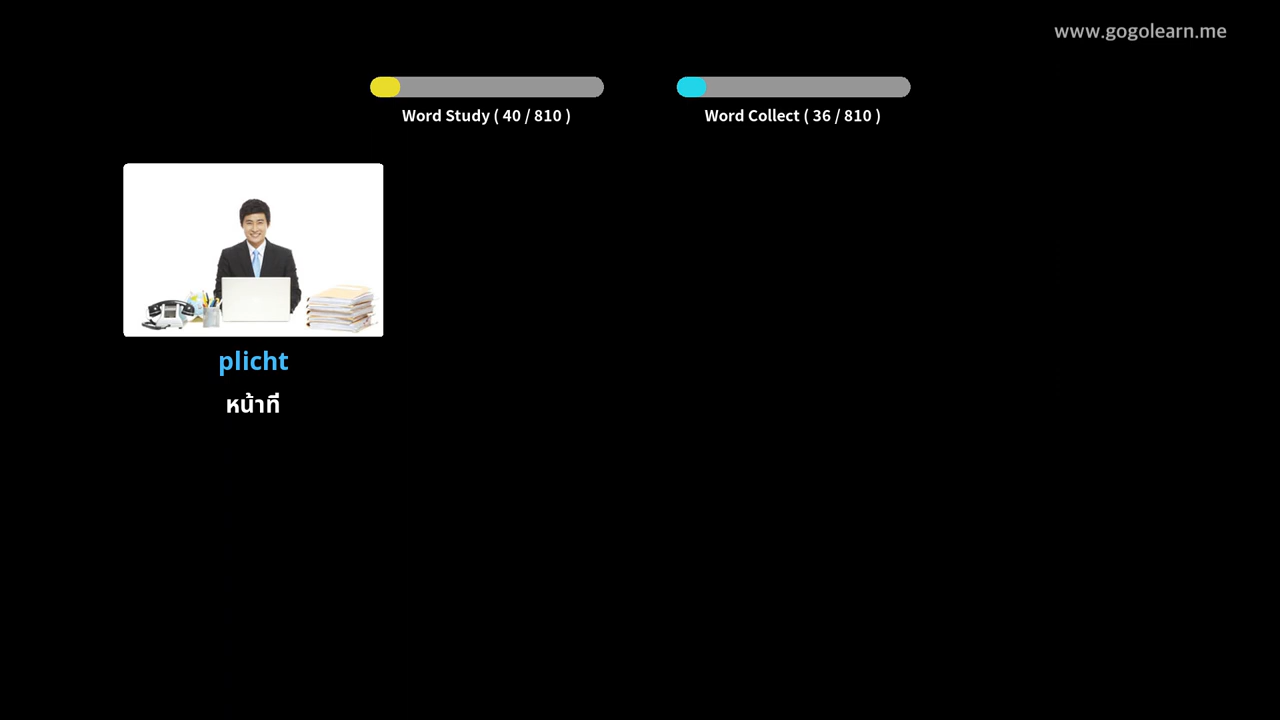 www.gogolearn.me
Word Study ( 40 / 810 )
Word Collect ( 36 / 810 )
plicht
หน้าที่